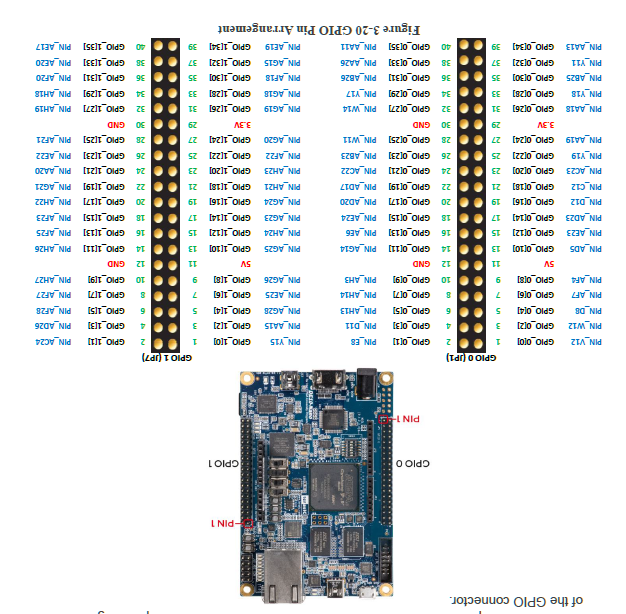 of the GPIO connector.
PIN 1
GPIO 0
GPIO 1
PIN 1
GPIO 0 (JP1) GPIO 1 (JP7)
PIN_V12 GPIO_0[0] 1 2 GPIO_0[1] PIN_E8 PIN_Y15 GPIO_1[0] 1 2 GPIO_1[1] PIN_AC24
PIN_W12 GPIO_0[2] 3 4 GPIO_0[3] PIN_D11 PIN_AA15 GPIO_1[2] 3 4 GPIO_1[3] PIN_AD26
PIN_D8 GPIO_0[4] 5 6 GPIO_0[5] PIN_AH13 PIN_AG28 GPIO_1[4] 5 6 GPIO_1[5] PIN_AF28
PIN_AF7 GPIO_0[6] 7 8 GPIO_0[7] PIN_AH14 PIN_AE25 GPIO_1[6] 7 8 GPIO_1[7] PIN_AF27
PIN_AF4 GPIO_0[8] 9 10 GPIO_0[9] PIN_AH3 PIN_AG26 GPIO_1[8] 9 10 GPIO_1[9] PIN_AH27
5V 11 12 GND 5V 11 12 GND
PIN_AD5 GPIO_0[10] 13 14 GPIO_0[11] PIN_AG14 PIN_AG25 GPIO_1[10] 13 14 GPIO_1[11] PIN_AH26
PIN_AE23 GPIO_0[12] 15 16 GPIO_0[13] PIN_AE6 PIN_AH24 GPIO_1[12] 15 16 GPIO_1[13] PIN_AF25
PIN_AD23 GPIO_0[14] 17 18 GPIO_0[15] PIN_AE24 PIN_AG23 GPIO_1[14] 17 18 GPIO_1[15] PIN_AF23
PIN_D12 GPIO_0[16] 19 20 GPIO_0[17] PIN_AD20 PIN_AG24 GPIO_1[16] 19 20 GPIO_1[17] PIN_AH22
PIN_C12 GPIO_0[18] 21 22 GPIO_0[19] PIN_AD17 PIN_AH21 GPIO_1[18] 21 22 GPIO_1[19] PIN_AG21
PIN_AC23 GPIO_0[20] 23 24 GPIO_0[21] PIN_AC22 PIN_AH23 GPIO_1[20] 23 24 GPIO_1[21] PIN_AA20
PIN_Y19 GPIO_0[22] 25 26 GPIO_0[23] PIN_AB23 PIN_AF22 GPIO_1[22] 25 26 GPIO_1[23] PIN_AE22
PIN_AA19 GPIO_0[24] 27 28 GPIO_0[25] PIN_W11 PIN_AG20 GPIO_1[24] 27 28 GPIO_1[25] PIN_AF21
3.3V 29 30 GND 3.3V 29 30 GND
PIN_AA18 GPIO_0[26] 31 32 GPIO_0[27] PIN_W14 PIN_AG19 GPIO_1[26] 31 32 GPIO_1[27] PIN_AH19
PIN_Y18 GPIO_0[28] 33 34 GPIO_0[29] PIN_Y17 PIN_AG18 GPIO_1[28] 33 34 GPIO_1[29] PIN_AH18
PIN_AB25 GPIO_0[30] 35 36 GPIO_0[31] PIN_AB26 PIN_AF18 GPIO_1[30] 35 36 GPIO_1[31] PIN_AF20
PIN_Y11 GPIO_0[32] 37 38 GPIO_0[33] PIN_AA26 PIN_AG15 GPIO_1[32] 37 38 GPIO_1[33] PIN_AE20
PIN_AA13 GPIO_0[34] 39 40 GPIO_0[35] PIN_AA11 PIN_AE19 GPIO_1[34] 39 40 GPIO_1[35] PIN_AE17
Figure 3-20 GPIO Pin Arrangement